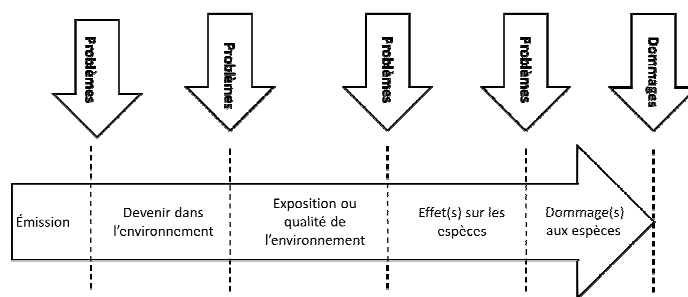 Problèmes
Problèmes
Problèmes
Problèmes
Dommages
Émission
Devenir dans
l'environnement
Exposition ou
qualité de
l'environnement
Effet(s) sur les
espèces
Dommage(s)
aux espèces